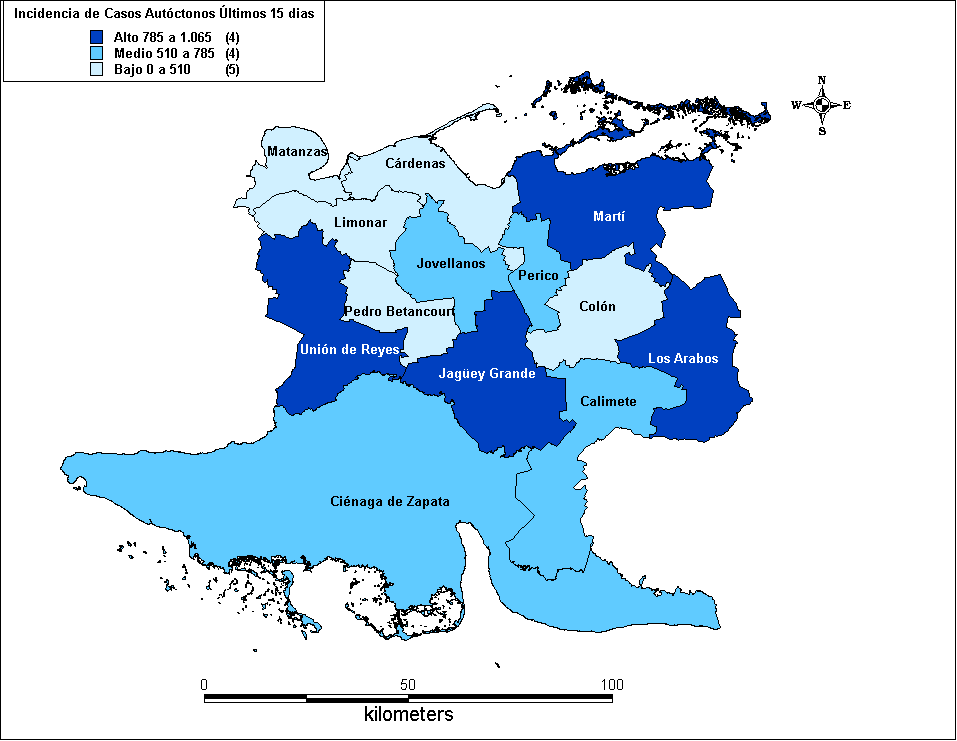 Incidencia de Casos Autóctonos Últimos 15 dias
Alto 785 a 1.065 (4)
Medio 510 a 785 (4)
Bajo 0 a 510 (5)
N
W E
S
Matanzas
Cárdenas
Martí
Limonar
Jovellanos
Perico
Colón
Pedro Betancourt
Unión de Reyes
Los Arabos
Jagüey Grande
Calimete
Ciénaga de Zapata
0 50 100
kilometers